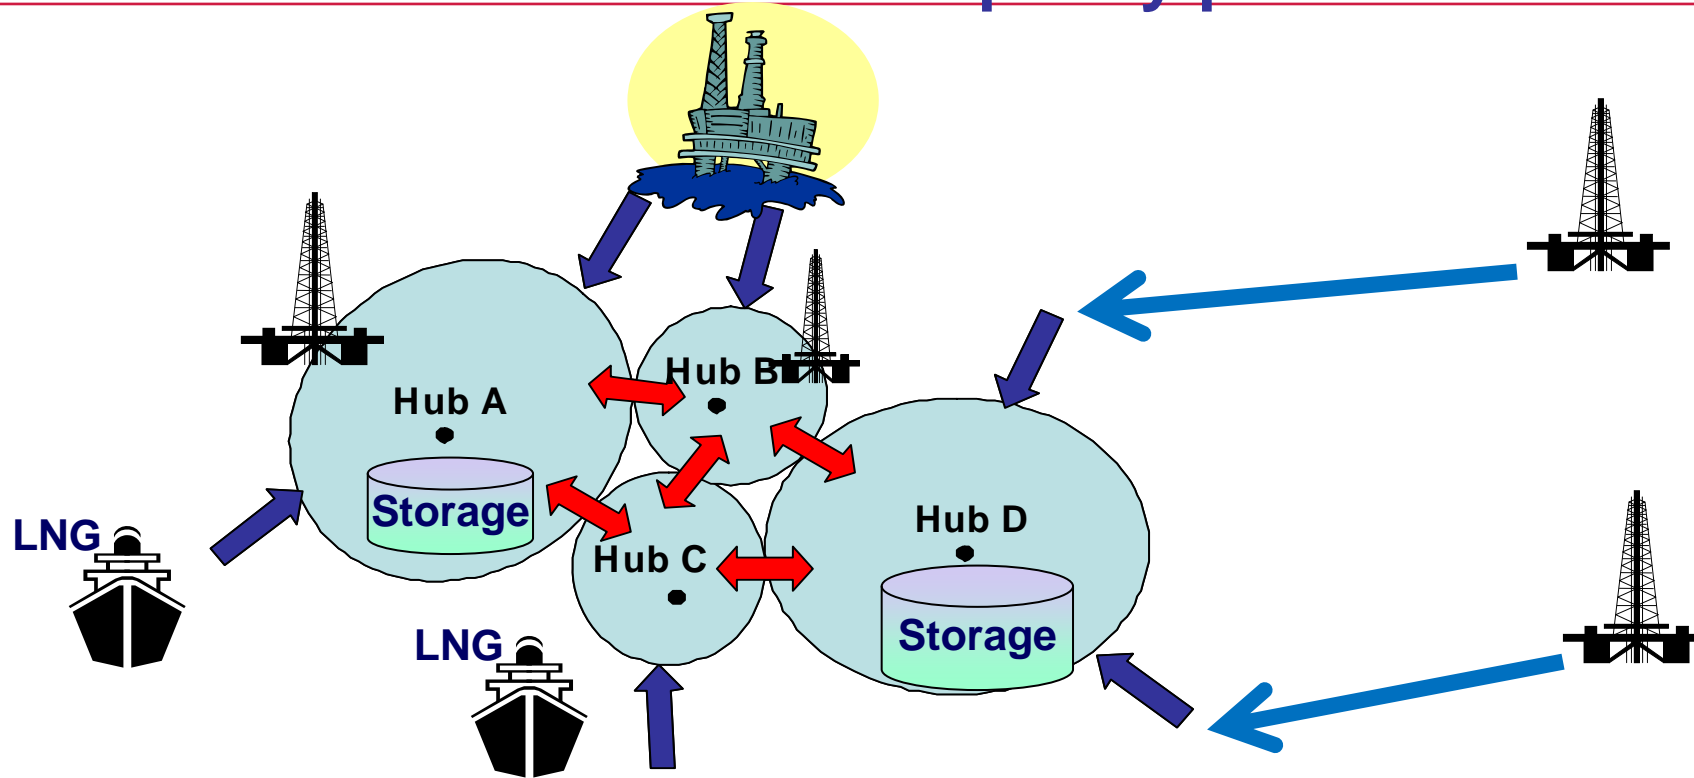 Hub B
Hub A
Storage
Hub D
LNG
Hub C
LNG
Storage